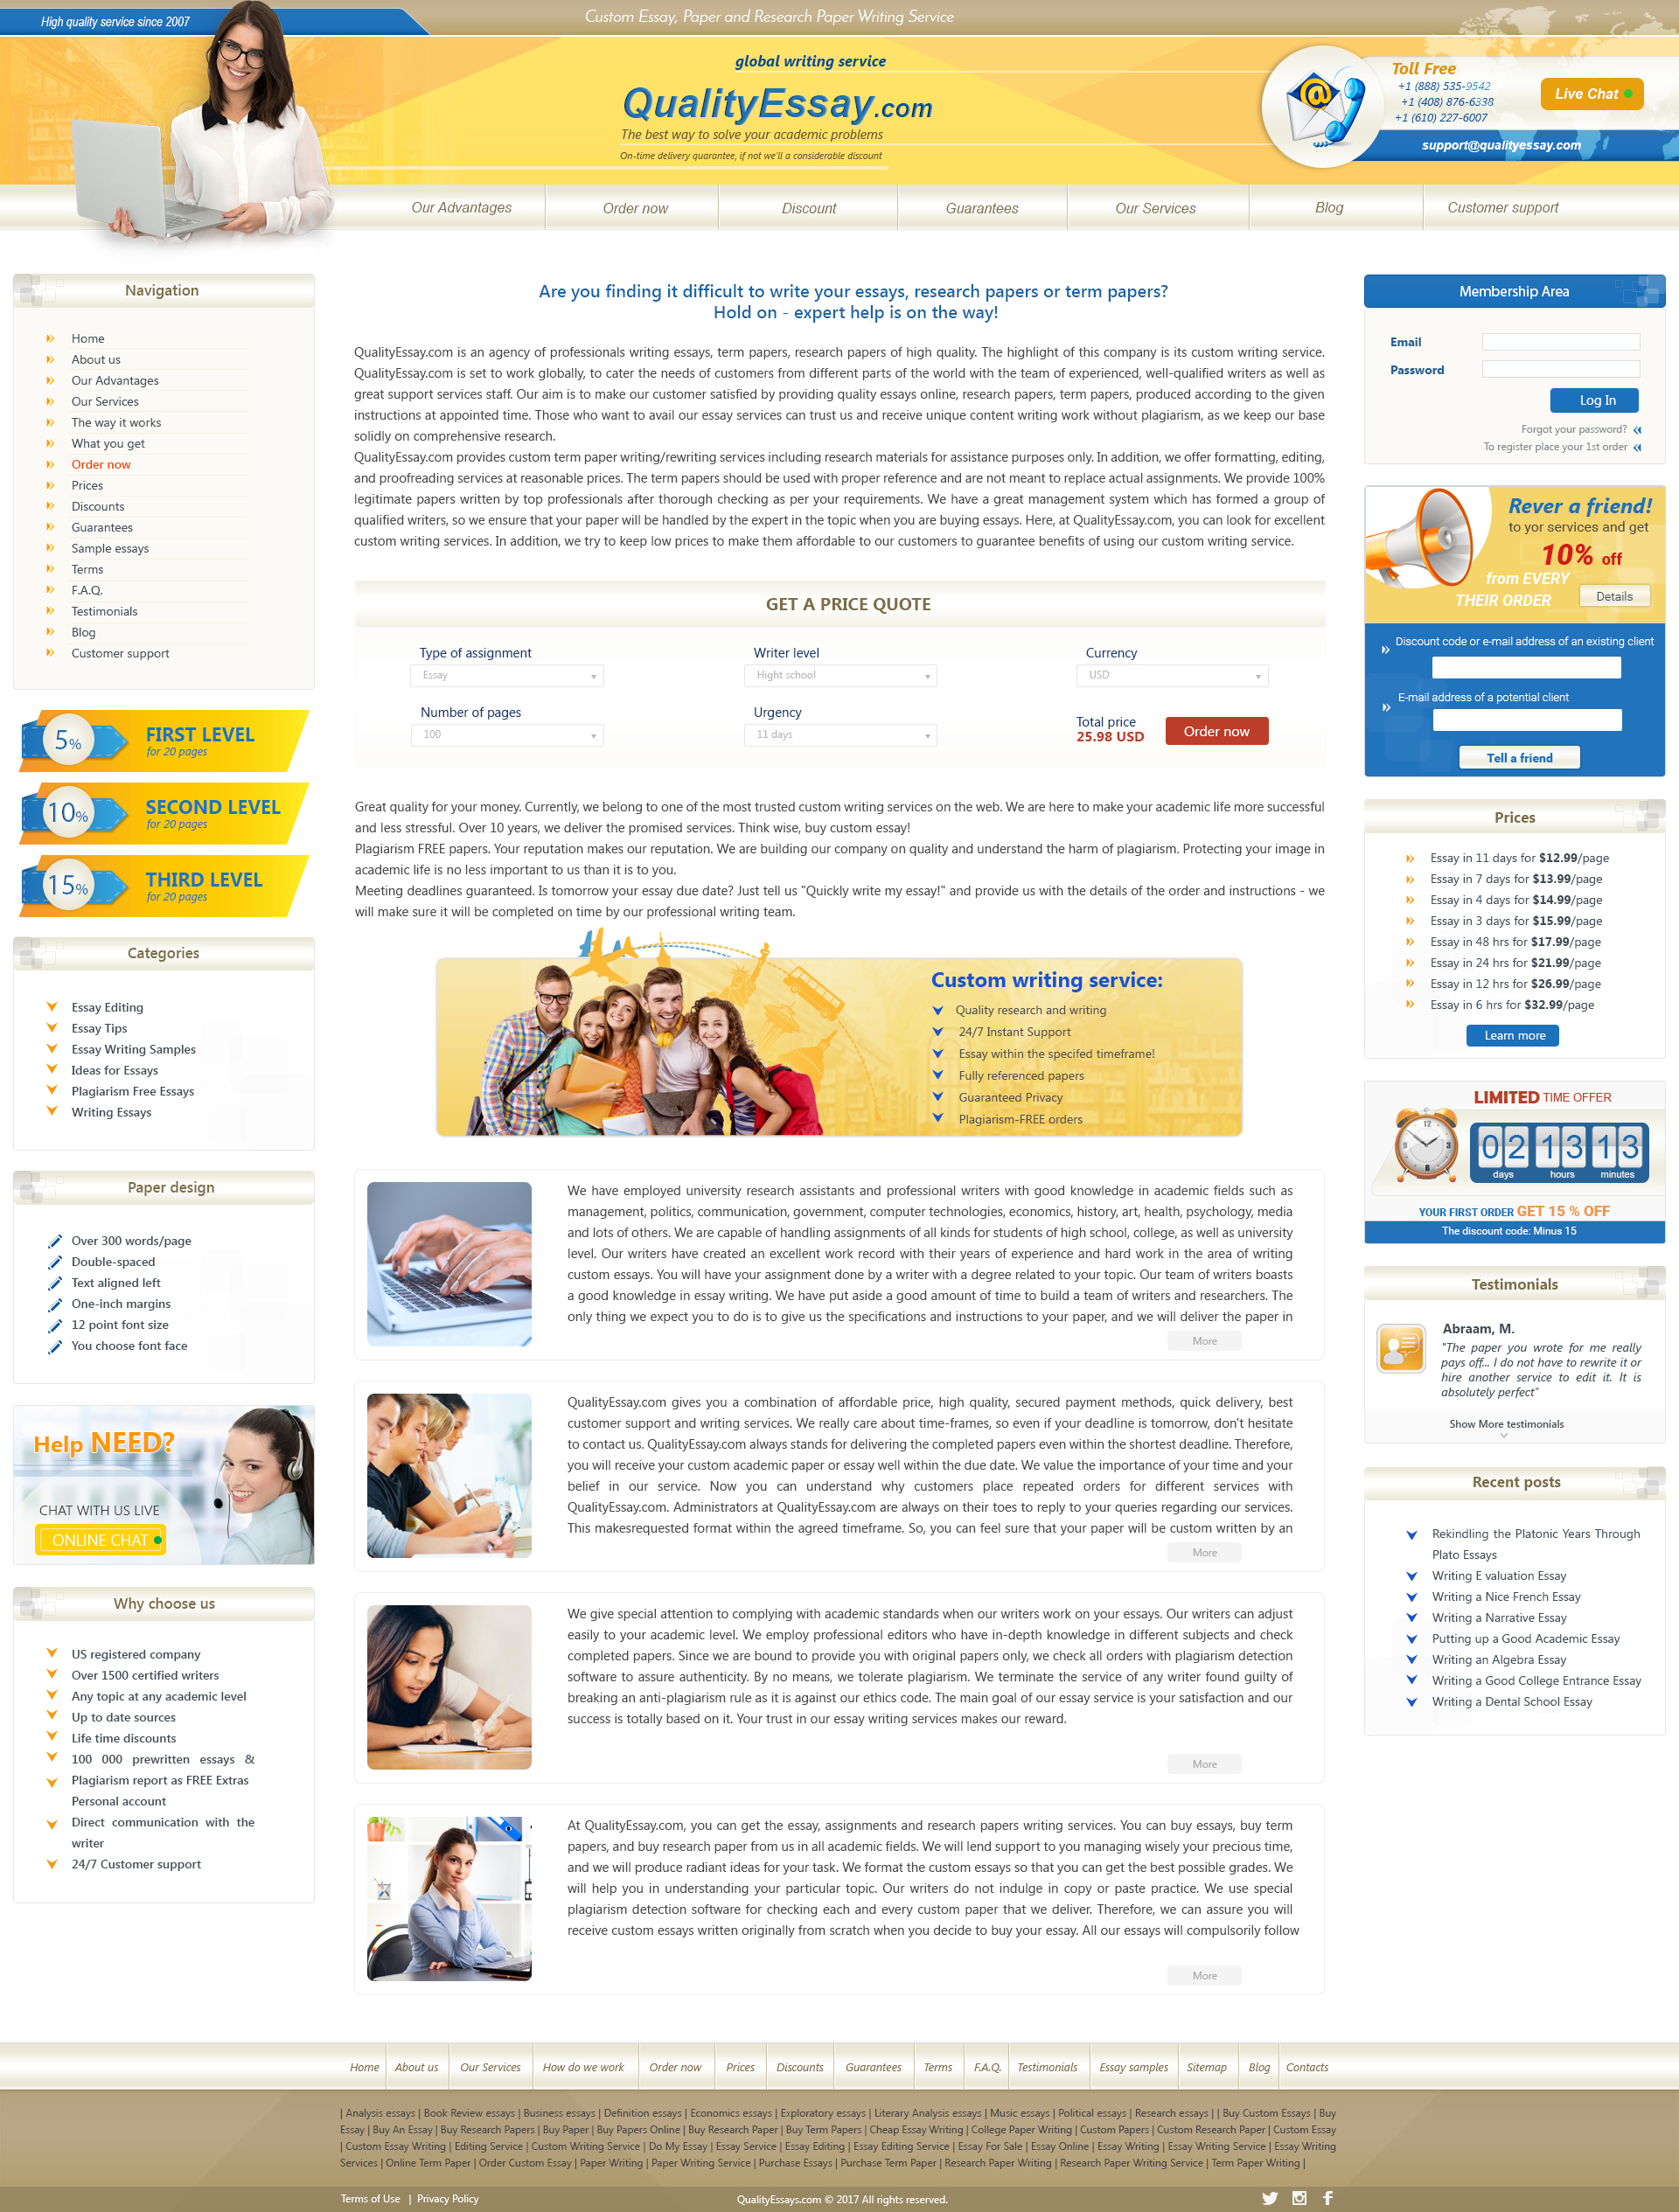 High quality service since 2007
Custom Essay, Paper and Research Paper Writing Service
global writing service
QualityEssay.com
The best way to solve your academic problems
On-time delivery quarantee, if not we'll a considerable discount
Toll Free
+1 (888) 535-9542
+1 (408) 876-6338
+1 (610) 227-6007
Live Chat
support@qualityessay.com
Our Advantages
Order now
Discount
Guarantees
Our Services
Blog
Customer support
Navigation
Home
About us
Our Advantages
Our Services
The way it works
What you get
Order now
Prices
Discounts
Guarantees
Sample essays
Terms
F.A.Q.
Testimonials
Blog
Customer support
5%
FIRST LEVEL
for 20 pages
10%
SECOND LEVEL
for 20 pages
15%
THIRD LEVEL
for 20 pages
Categories
Essay Editing
Essay Tips
Essay Writing Samples
Ideas for Essays
Plagiarism Free Essays
Writing Essays
Paper design
Over 300 words/page
Double-spaced
Text aligned left
One-inch margins
12 point font size
You choose font face
Help NEED?
CHAT WITH US LIVE
ONLINE CHAT
Why choose us
US registered company
Over 1500 certified writers
Any topic at any academic level
Up to date sources
Life time discounts
100 000 prewritten essays &
Plagiarism report as FREE Extras
Personal account
Direct communication with the
writer
24/7 Customer support
Are you finding it difficult to write your essays, research papers or term papers?
Hold on - expert help is on the way!
QualityEssay.com is an agency of professionals writing essays, term papers, research papers of high quality. The highlight of this company is its custom writing service.
QualityEssay.com is set to work globally, to cater the needs of customers from different parts of the world with the team of experienced, well-qualified writers as well as
great support services staff. Our aim is to make our customer satisfied by providing quality essays online, research papers, term papers, produced according to the given
instructions at appointed time. Those who want to avail our essay services can trust us and receive unique content writing work without plagiarism, as we keep our base
solidly on comprehensive research.
QualityEssay.com provides custom term paper writing/rewriting services including research materials for assistance purposes only. In addition, we offer formatting, editing,
and proofreading services at reasonable prices. The term papers should be used with proper reference and are not meant to replace actual assignments. We provide 100%
legitimate papers written by top professionals after thorough checking as per your requirements. We have a great management system which has formed a group of
qualified writers, so we ensure that your paper will be handled by the expert in the topic when you are buying essays. Here, at QualityEssay.com, you can look for excellent
custom writing services. In addition, we try to keep low prices to make them affordable to our customers to guarantee benefits of using our custom writing service.
GET A PRICE QUOTE
Type of assignment
Essay
Writer level
Hight school
Currency
USD
Number of pages
100
Urgency
11 days
Total price
25.98 USD
Order now
Great quality for your money. Currently, we belong to one of the most trusted custom writing services on the web. We are here to make your academic life more successful
and less stressful. Over 10 years, we deliver the promised services. Think wise, buy custom essay!
Plagiarism FREE papers. Your reputation makes our reputation. We are building our company on quality and understand the harm of plagiarism. Protecting your image in
academic life is no less important to us than it is to you.
Meeting deadlines guaranteed. Is tomorrow your essay due date? Just tell us "Quickly write my essay!" and provide us with the details of the order and instructions - we
will make sure it will be completed on time by our professional writing team.
Custom writing service:
Quality research and writing
24/7 Instant Support
Essay within the specifed timeframe!
Fully referenced papers
Guaranteed Privacy
Plagiarism-FREE orders
We have employed university research assistants and professional writers with good knowledge in academic fields such as
management, politics, communication, government, computer technologies, economics, history, art, health, psychology, media
and lots of others. We are capable of handling assignments of all kinds for students of high school, college, as well as university
level. Our writers have created an excellent work record with their years of experience and hard work in the area of writing
custom essays. You will have your assignment done by a writer with a degree related to your topic. Our team of writers boasts
a good knowledge in essay writing. We have put aside a good amount of time to build a team of writers and researchers. The
only thing we expect you to do is to give us the specifications and instructions to your paper, and we will deliver the paper in
More
QualityEssay.com gives you a combination of affordable price, high quality, secured payment methods, quick delivery, best
customer support and writing services. We really care about time-frames, so even if your deadline is tomorrow, don't hesitate
to contact us. QualityEssay.com always stands for delivering the completed papers even within the shortest deadline. Therefore,
you will receive your custom academic paper or essay well within the due date. We value the importance of your time and your
belief in our service. Now you can understand why customers place repeated orders for different services with
QualityEssay.com. Administrators at QualityEssay.com are always on their toes to reply to your queries regarding our services.
This makesrequested format within the agreed timeframe. So, you can feel sure that your paper will be custom written by an
More
We give special attention to complying with academic standards when our writers work on your essays. Our writers can adjust
easily to your academic level. We employ professional editors who have in-depth knowledge in different subjects and check
completed papers. Since we are bound to provide you with original papers only, we check all orders with plagiarism detection
software to assure authenticity. By no means, we tolerate plagiarism. We terminate the service of any writer found guilty of
breaking an anti-plagiarism rule as it is against our ethics code. The main goal of our essay service is your satisfaction and our
success is totally based on it. Your trust in our essay writing services makes our reward.
More
At QualityEssay.com, you can get the essay, assignments and research papers writing services. You can buy essays, buy term
papers, and buy research paper from us in all academic fields. We will lend support to you managing wisely your precious time,
and we will produce radiant ideas for your task. We format the custom essays so that you can get the best possible grades. We
will help you in understanding your particular topic. Our writers do not indulge in copy or paste practice. We use special
plagiarism detection software for checking each and every custom paper that we deliver. Therefore, we can assure you will
receive custom essays written originally from scratch when you decide to buy your essay. All our essays will compulsorily follow
More
Membership Area
Email
Password
Log In
Forgot your password?
To register place your 1st order
Rever a friend!
to yor services and get
10% off
from EVERY
THEIR ORDER
Details
Discount code or e-mail address of an existing client
E-mail address of a potential client
Tell a friend
Prices
Essay in 11 days for $12.99/page
Essay in 7 days for $13.99/page
Essay in 4 days for $14.99/page
Essay in 3 days for $15.99/page
Essay in 48 hrs for $17.99/page
Essay in 24 hrs for $21.99/page
Essay in 12 hrs for $26.99/page
Essay in 6 hrs for $32.99/page
Learn more
LIMITED TIME OFFER
02 13 13
days hours minutes
YOUR FIRST ORDER GET 15 % OFF
The discount code: Minus 15
Testimonials
Abraam, M.
"The paper you wrote for me really
pays off... I do not have to rewrite it or
hire another service to edit it. It is
absolutely perfect"
Show More testimonials
Recent posts
Rekindling the Platonic Years Through
Plato Essays
Writing E valuation Essay
Writing a Nice French Essay
Writing a Narrative Essay
Putting up a Good Academic Essay
Writing an Algebra Essay
Writing a Good College Entrance Essay
Writing a Dental School Essay
Home
About us
Our Services
How do we work
Order now
Prices
Discounts
Guarantees
Terms
F.A.Q.
Testimonials
Essay samples
Sitemap
Blog
Contacts
| Analysis essays | Book Review essays | Business essays | Definition essays | Economics essays | Exploratory essays | Literary Analysis essays | Music essays | Political essays | Research essays | | Buy Custom Essays | Buy
Essay | Buy An Essay | Buy Research Papers | Buy Paper | Buy Papers Online | Buy Research Paper | Buy Term Papers | Cheap Essay Writing | College Paper Writing | Custom Papers | Custom Research Paper | Custom Essay
| Custom Essay Writing | Editing Service | Custom Writing Service | Do My Essay | Essay Service | Essay Editing | Essay Editing Service | Essay For Sale | Essay Online | Essay Writing | Essay Writing Service | Essay Writing
Services | Online Term Paper | Order Custom Essay | Paper Writing | Paper Writing Service | Purchase Essays | Purchase Term Paper | Research Paper Writing | Research Paper Writing Service | Term Paper Writing |
Terms of Use | Privacy Policy
QualityEssays.com © 2017 All rights reserved.